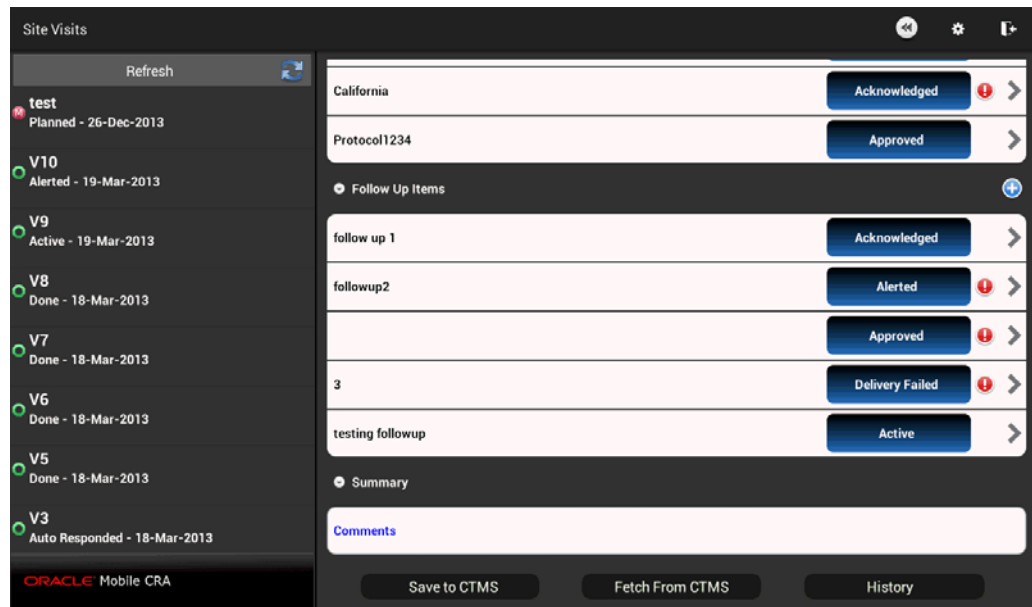 Site Visits
Refresh
M
test
Planned - 26-Dec-2013
V10
Alerted - 19-Mar-2013
V9
Active - 19-Mar-2013
V8
Done - 18-Mar-2013
V7
Done - 18-Mar-2013
V6
Done - 18-Mar-2013
V5
Done - 18-Mar-2013
V3
Auto Responded - 18-Mar-2013
ORACLE Mobile CRA
California Acknowledged
Protocol1234 Approved
Follow Up Items
follow up 1 Acknowledged
followup2 Alerted
Approved
3 Delivery Failed
testing followup Active
Summary
Comments
Save to CTMS Fetch From CTMS History